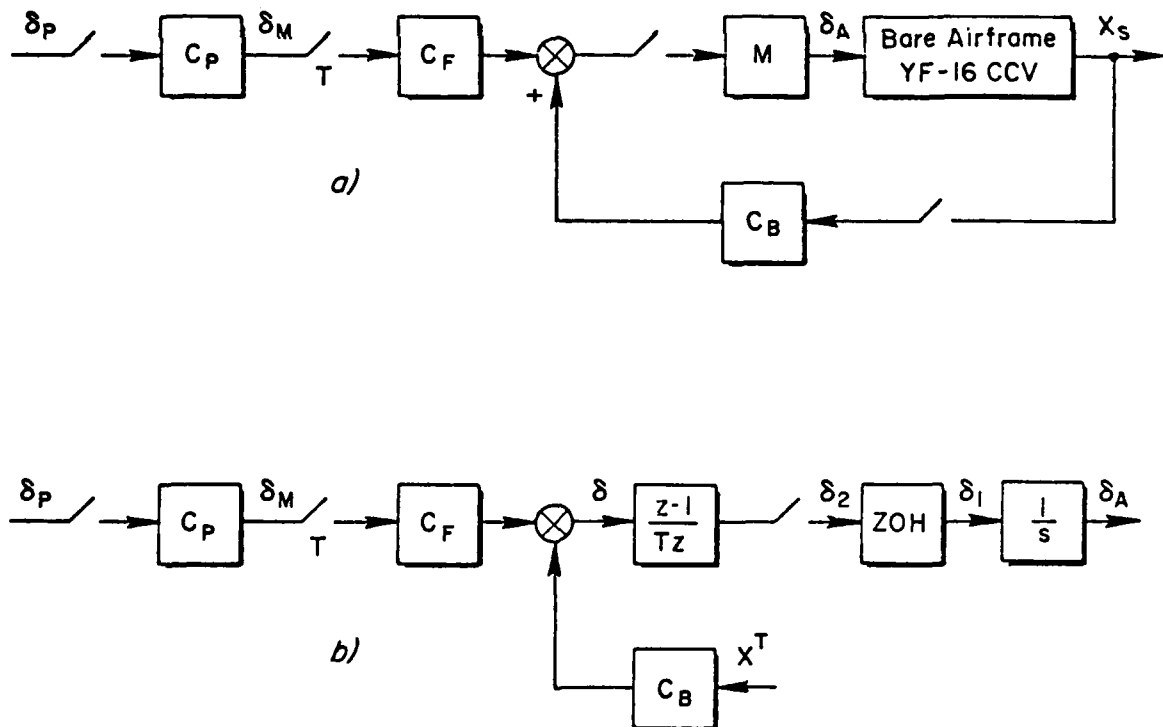 δP CP δM T CF + M δA Bare Airframe YF-16 CCV XS
CB
a)
δP CP δM T CF δ z-1 / Tz δ2 ZOH δ1 1/s δA
CB X^T
b)